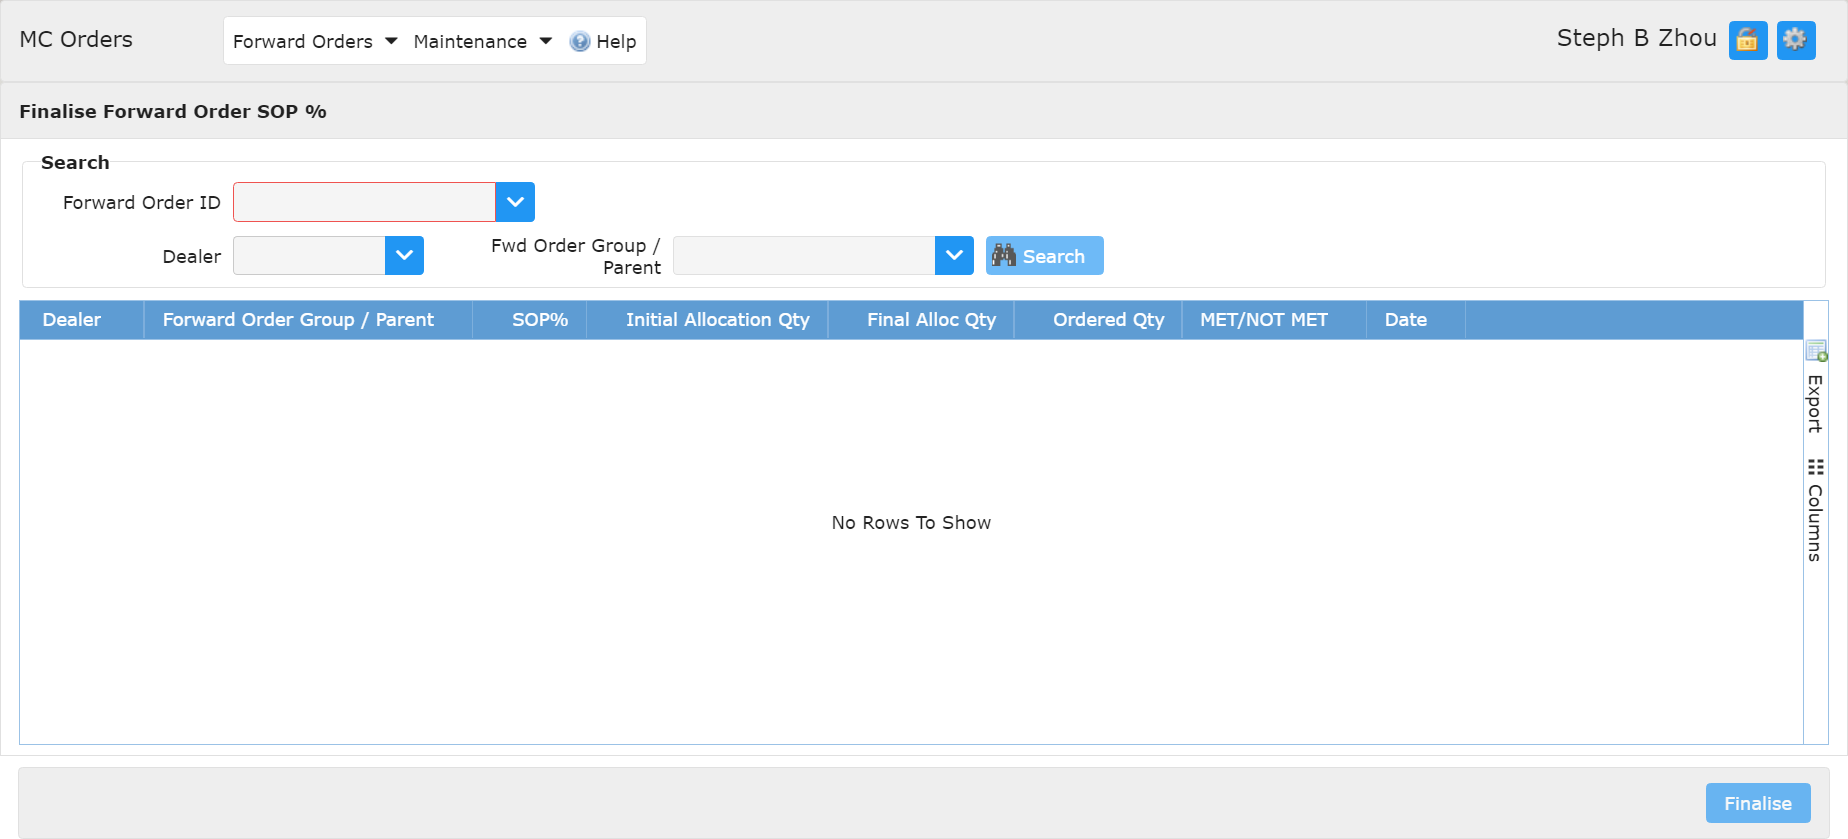 MC Orders
Forward Orders
Maintenance
Help
Steph B Zhou
Finalise Forward Order SOP %
Search
Forward Order ID
Dealer
Fwd Order Group /
Parent
Search
Dealer
Forward Order Group / Parent
SOP%
Initial Allocation Qty
Final Alloc Qty
Ordered Qty
MET/NOT MET
Date
Export
Columns
No Rows To Show
Finalise